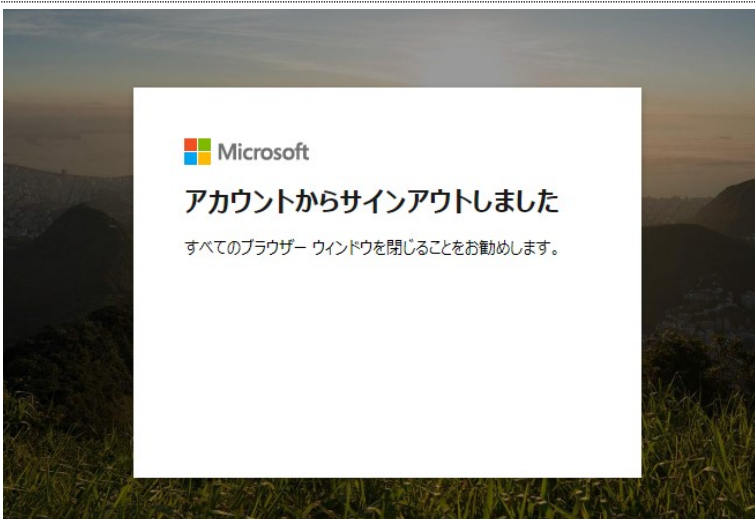 Microsoft
アカウントからサインアウトしました
すべてのブラウザー ウィンドウを閉じることをお勧めします。